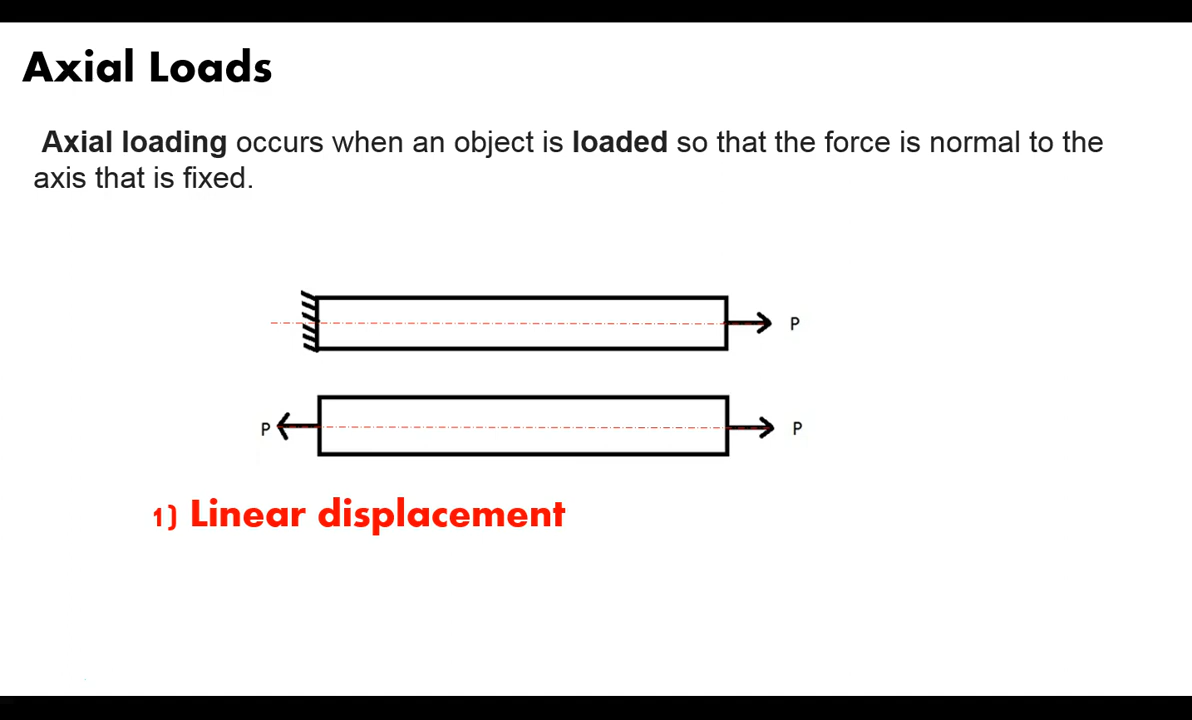 Axial Loads
Axial loading occurs when an object is loaded so that the force is normal to the
axis that is fixed.
P
P P
1) Linear displacement